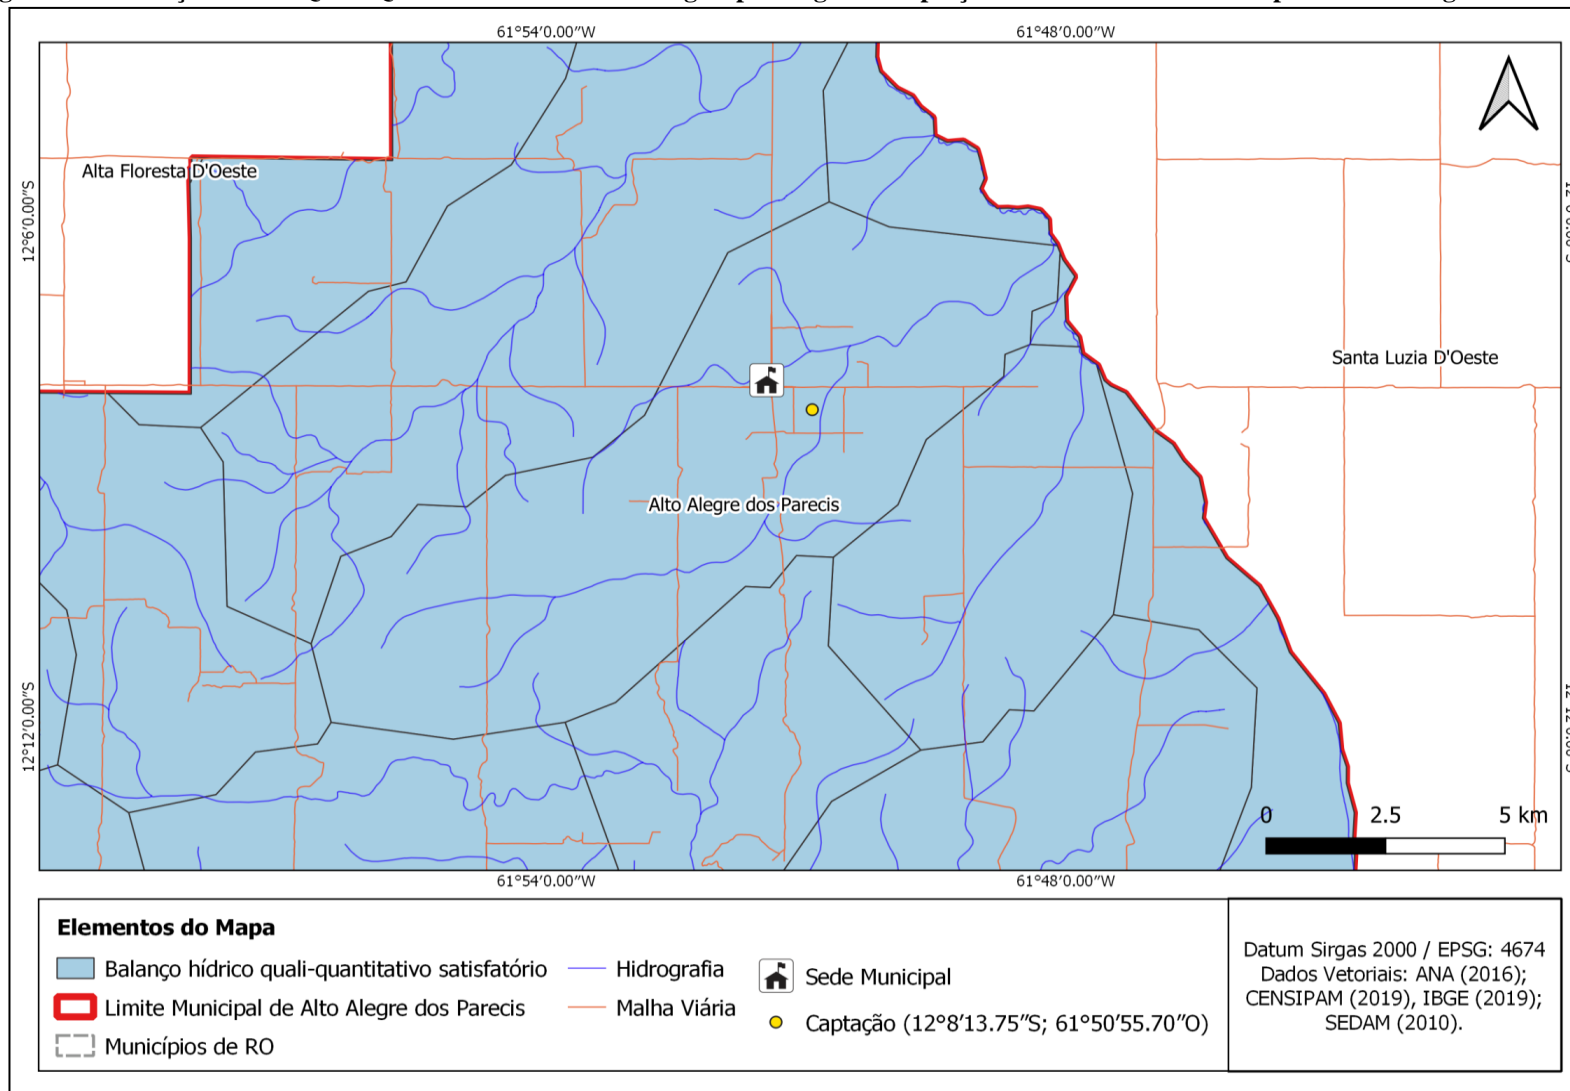 61°54′0.00″W
61°48′0.00″W
Alta Floresta D'Oeste
12°6′0.00″S
Santa Luzia D'Oeste
Alto Alegre dos Parecis
12°12′0.00″S
0 2.5 5 km
61°54′0.00″W
61°48′0.00″W
Elementos do Mapa
Balanço hídrico quali-quantitativo satisfatório
Limite Municipal de Alto Alegre dos Parecis
Municípios de RO
Hidrografia
Malha Viária
Sede Municipal
Captação (12°8′13.75″S; 61°50′55.70″O)
Datum Sirgas 2000 / EPSG: 4674
Dados Vetoriais: ANA (2016);
CENSIPAM (2019), IBGE (2019);
SEDAM (2010).